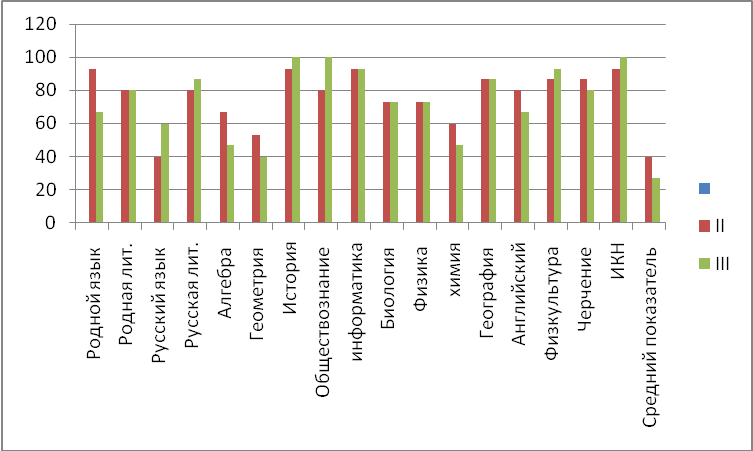 120
100
80
60
40
20
0
Родной язык
Родная лит.
Русский язык
Русская лит.
Алгебра
Геометрия
История
Обществознание
информатика
Биология
Физика
химия
География
Английский
Физкультура
Черчение
ИКН
Средний показатель
II
III